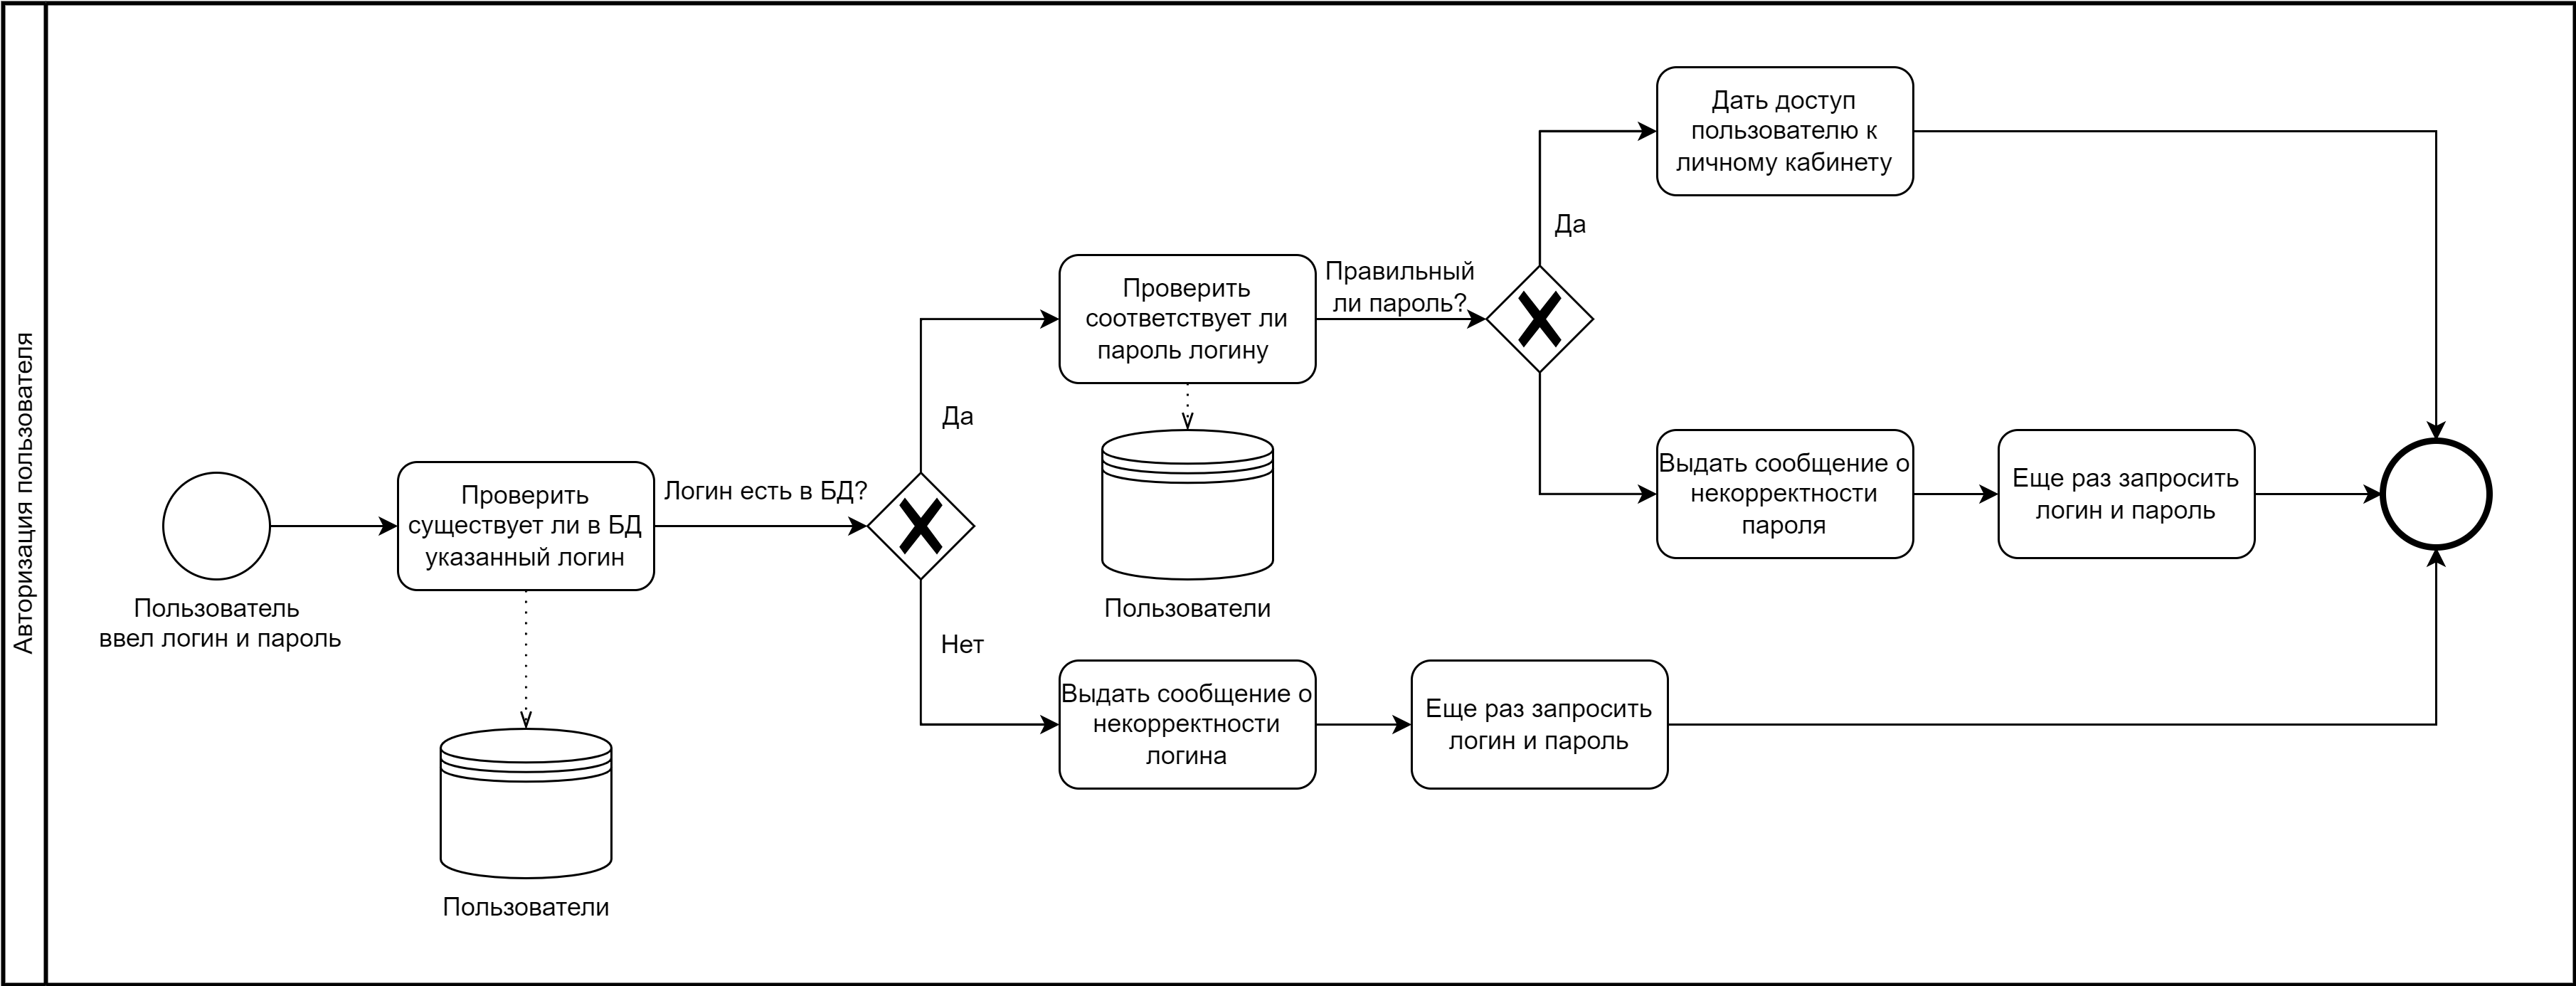 Авторизация пользователя
Пользователь
ввел логин и пароль
Проверить
существует ли в БД
указанный логин
Пользователи
Логин есть в БД?
Да
Нет
Проверить
соответствует ли
пароль логину
Пользователи
Правильный
ли пароль?
Да
Дать доступ
пользователю к
личному кабинету
Выдать сообщение о
некорректности
пароля
Еще раз запросить
логин и пароль
Выдать сообщение о
некорректности
логина
Еще раз запросить
логин и пароль